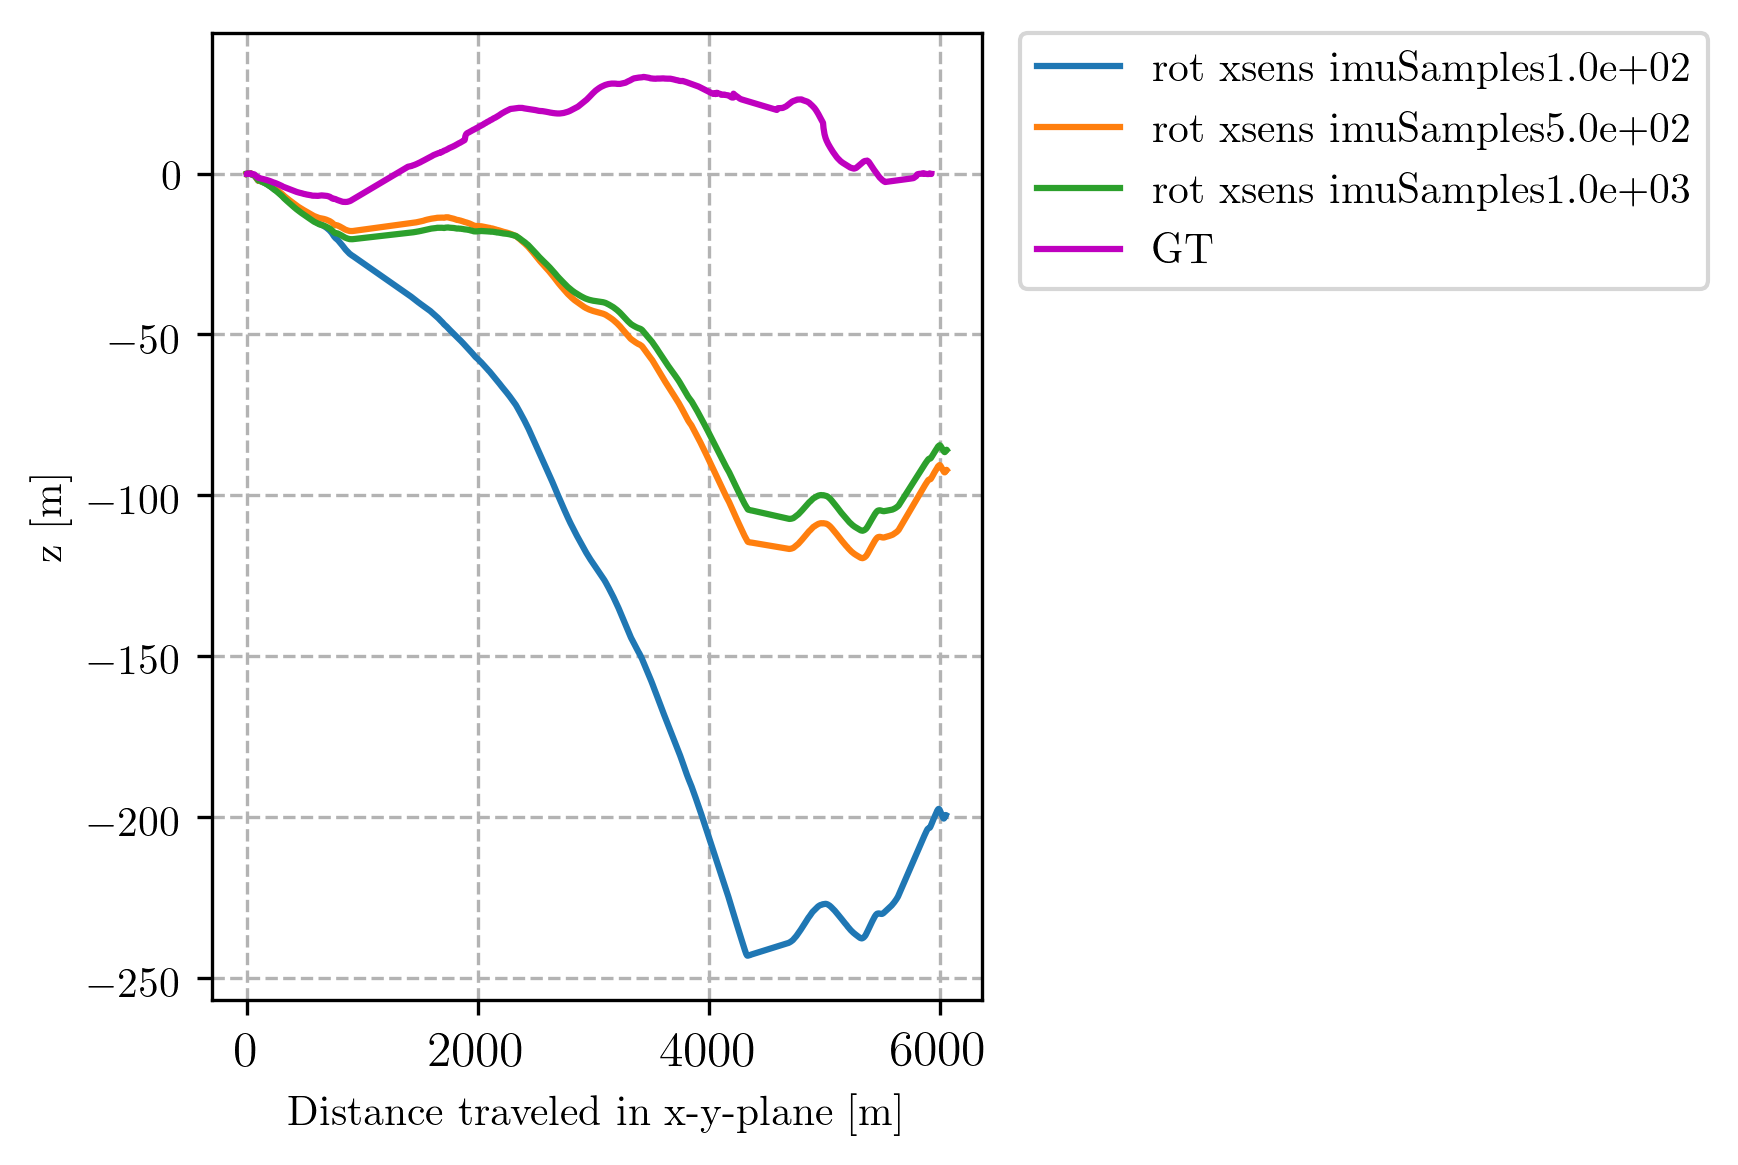 0
−50
−100
−150
−200
−250
z [m]
0 2000 4000 6000
Distance traveled in x-y-plane [m]
rot xsens imuSamples1.0e+02
rot xsens imuSamples5.0e+02
rot xsens imuSamples1.0e+03
GT